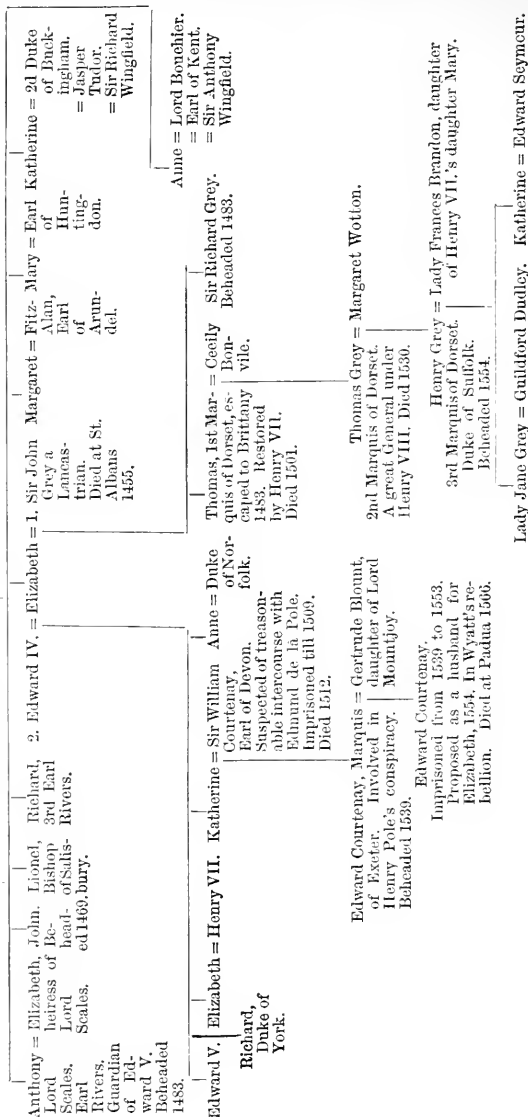 Anthony = Elizabeth,
Lord heiress of
Scales. Lord
Earl Scales.
Rivers.
Guardian
of Ed-
ward V.
Beheaded
1483.
John.
Be-
head-
ed 1469.
Lionel,
Bishop
of Salis-
bury.
Richard,
3rd Earl
Rivers.
2. Edward IV. = Elizabeth = 1. Sir John
Grey a
Lancas-
trian.
Died at St.
Albans
1455.
Margaret = Fitz-
Alan,
Earl
of
Arun-
del.
Mary = Earl
of
Hun-
ting-
don.
Katherine = 2d Duke
of Buck-
ingham.
= Jasper
Tudor.
= Sir Richard
Wingfield.
Anne = Lord Bouchier.
= Earl of Kent.
= Sir Anthony
Wingfield.
Edward V.
Richard,
Duke of
York.
Elizabeth = Henry VII.
Katherine = Sir William
Courtenay,
Earl of Devon.
Suspected of treason-
able intercourse with
Edmund de la Pole.
Imprisoned till 1509.
Died 1512.
Anne = Duke
of Nor-
folk.
Thomas, 1st Mar- = Cecily
quis of Dorset, es- Bon-
caped to Brittany vile.
1483. Restored
by Henry VII.
Died 1501.
Sir Richard Grey.
Beheaded 1483.
Edward Courtenay, Marquis = Gertrude Blount,
of Exeter. Involved in daughter of Lord
Henry Pole's conspiracy. Mountjoy.
Beheaded 1539.
Thomas Grey = Margaret Wotton.
2nd Marquis of Dorset.
A great General under
Henry VIII. Died 1530.
Edward Courtenay.
Imprisoned from 1539 to 1553.
Proposed as a husband for
Elizabeth, 1554. In Wyatt's re-
bellion. Died at Padua 1566.
Henry Grey = Lady Frances Brandon, daughter
3rd Marquis of Dorset. of Henry VII.'s daughter Mary.
Duke of Suffolk.
Beheaded 1554.
Lady Jane Grey = Guildford Dudley. Katherine = Edward Seymour.